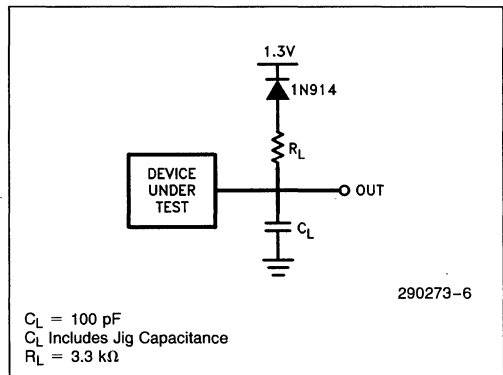 1.3V
1N914
R_L
DEVICE
UNDER
TEST
OUT
C_L
290273-6
C_L = 100 pF
C_L Includes Jig Capacitance
R_L = 3.3 kΩ